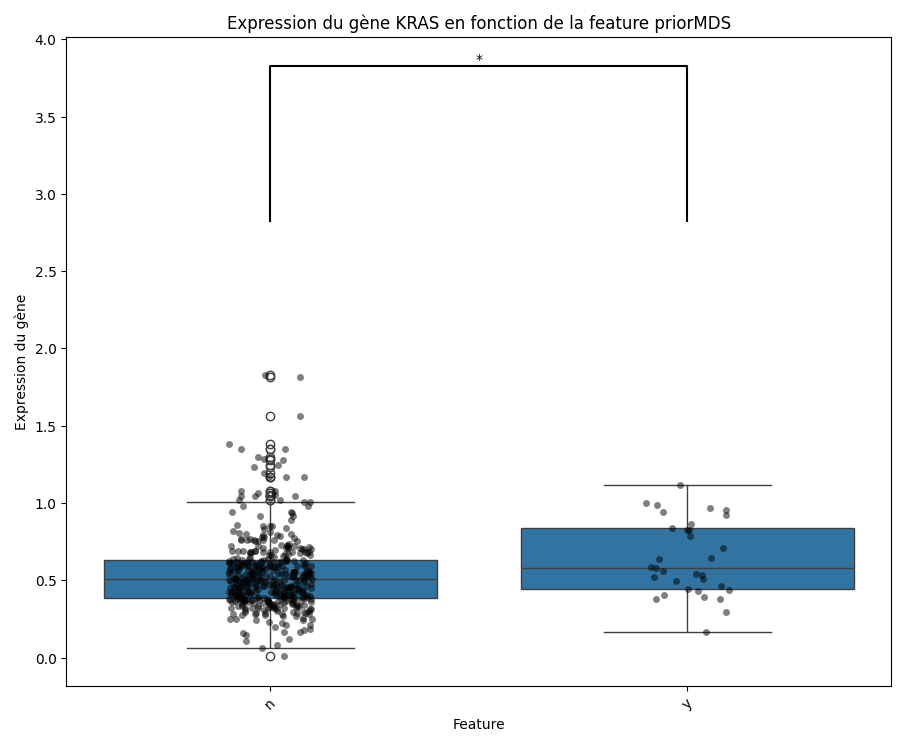 Expression du gène KRAS en fonction de la feature priorMDS
*
4.0
3.5
3.0
2.5
2.0
1.5
1.0
0.5
0.0
Expression du gène
n
y
Feature